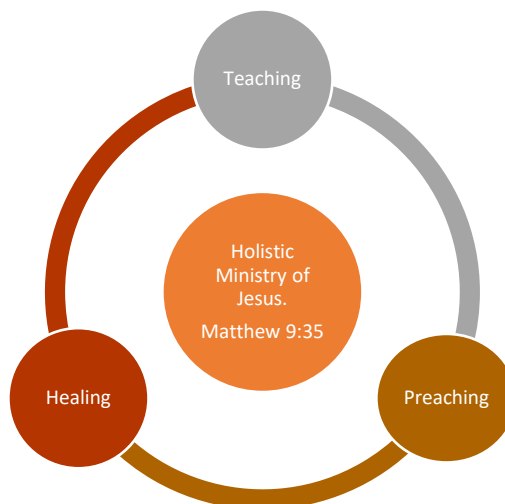 Teaching
Holistic
Ministry of
Jesus.
Matthew 9:35
Healing
Preaching